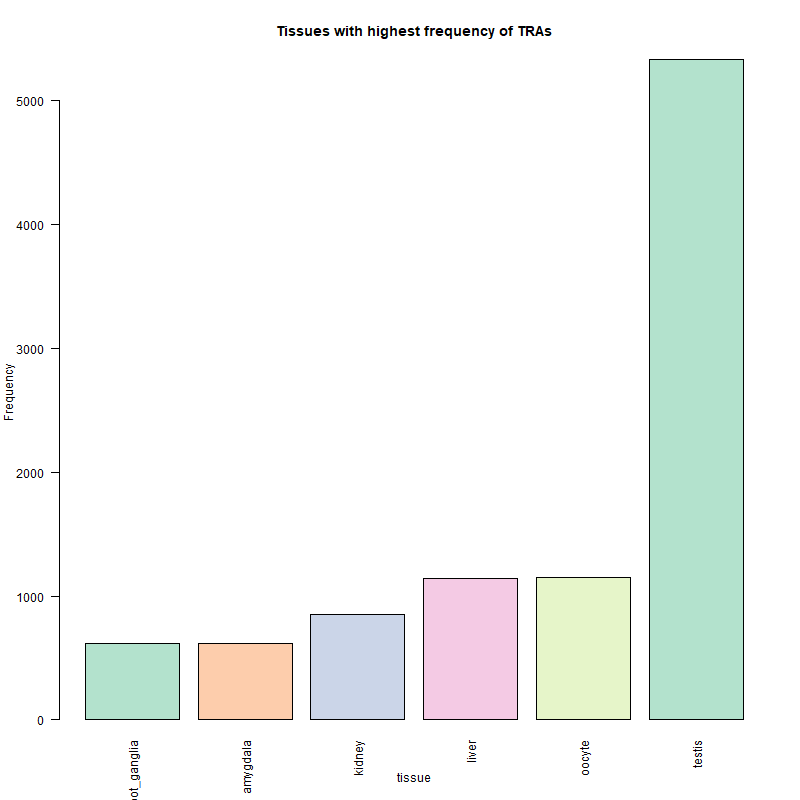 Tissues with highest frequency of TRAs
Frequency
5000
4000
3000
2000
1000
0
oot_ganglia
amygdala
kidney
liver
oocyte
testis
tissue